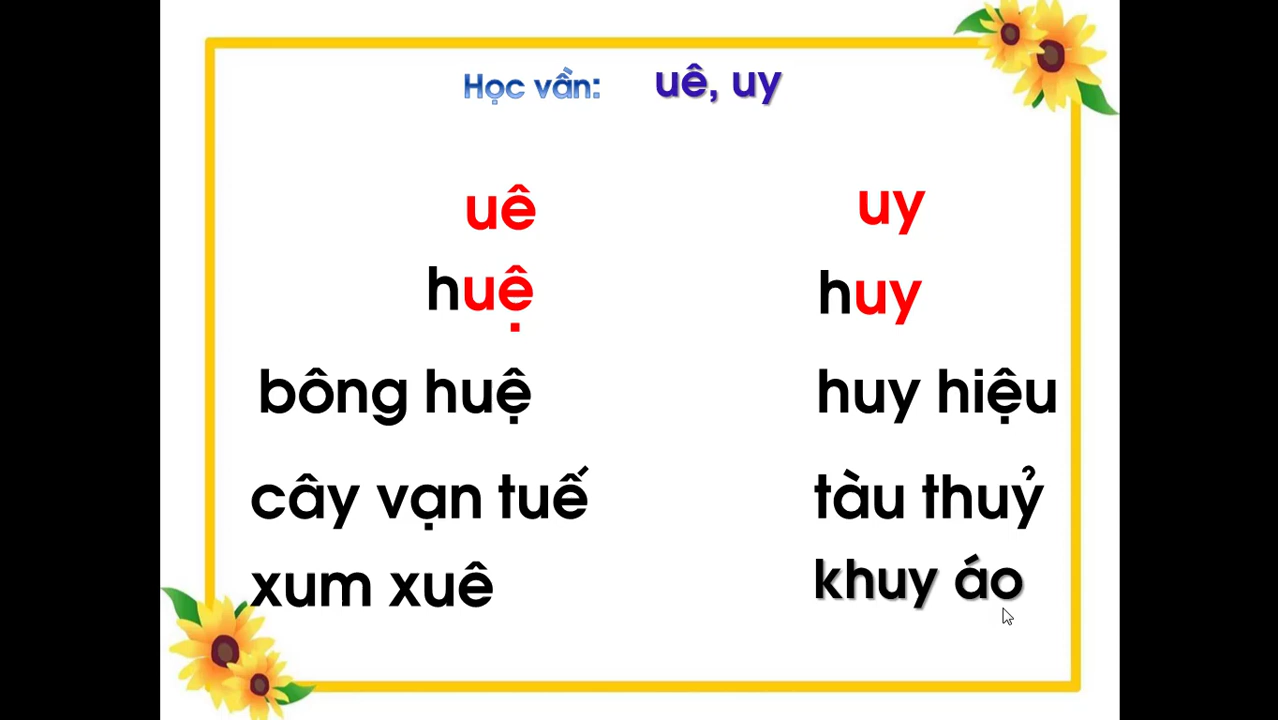 Học vần: uê, uy
uê
uy
huệ
huy
bông huệ
huy hiệu
cây vạn tuế
tàu thuỷ
xum xuê
khuy áo